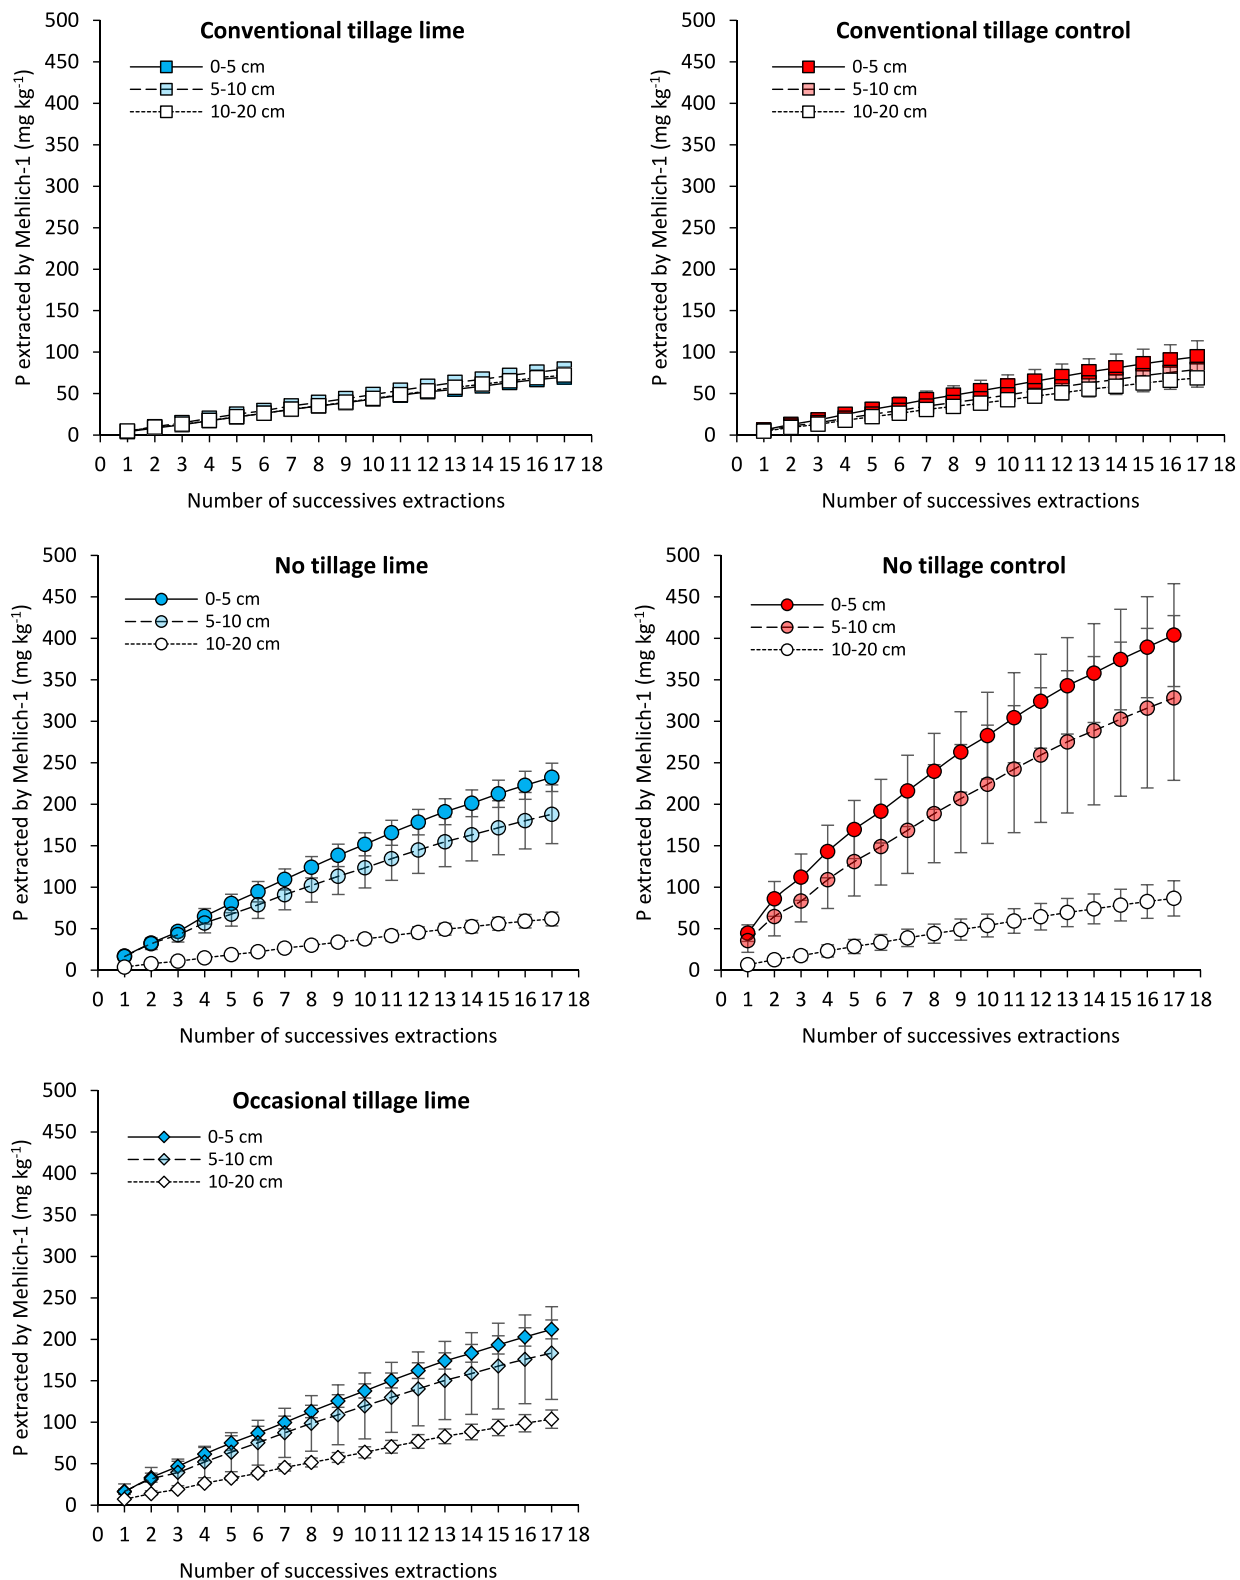 Conventional tillage lime
0-5 cm
5-10 cm
10-20 cm
P extracted by Mehlich-1 (mg kg⁻¹)
500
450
400
350
300
250
200
150
100
50
0
0 1 2 3 4 5 6 7 8 9 10 11 12 13 14 15 16 17 18
Number of successives extractions
Conventional tillage control
0-5 cm
5-10 cm
10-20 cm
P extracted by Mehlich-1 (mg kg⁻¹)
500
450
400
350
300
250
200
150
100
50
0
0 1 2 3 4 5 6 7 8 9 10 11 12 13 14 15 16 17 18
Number of successives extractions
No tillage lime
0-5 cm
5-10 cm
10-20 cm
P extracted by Mehlich-1 (mg kg⁻¹)
500
450
400
350
300
250
200
150
100
50
0
0 1 2 3 4 5 6 7 8 9 10 11 12 13 14 15 16 17 18
Number of successives extractions
No tillage control
0-5 cm
5-10 cm
10-20 cm
P extracted by Mehlich-1 (mg kg⁻¹)
500
450
400
350
300
250
200
150
100
50
0
0 1 2 3 4 5 6 7 8 9 10 11 12 13 14 15 16 17 18
Number of successives extractions
Occasional tillage lime
0-5 cm
5-10 cm
10-20 cm
P extracted by Mehlich-1 (mg kg⁻¹)
500
450
400
350
300
250
200
150
100
50
0
0 1 2 3 4 5 6 7 8 9 10 11 12 13 14 15 16 17 18
Number of successives extractions